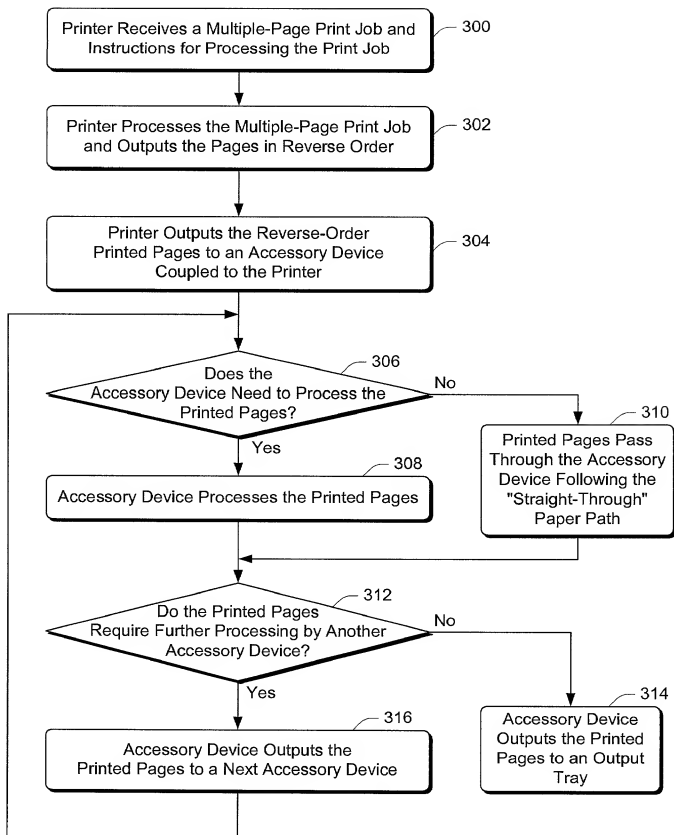 Printer Receives a Multiple-Page Print Job and
Instructions for Processing the Print Job
300
Printer Processes the Multiple-Page Print Job
and Outputs the Pages in Reverse Order
302
Printer Outputs the Reverse-Order
Printed Pages to an Accessory Device
Coupled to the Printer
304
306
Does the
Accessory Device Need to Process the
Printed Pages?
No
Yes
310
Printed Pages Pass
Through the Accessory
Device Following the
"Straight-Through"
Paper Path
308
Accessory Device Processes the Printed Pages
312
Do the Printed Pages
Require Further Processing by Another
Accessory Device?
No
Yes
314
Accessory Device
Outputs the Printed
Pages to an Output
Tray
316
Accessory Device Outputs the
Printed Pages to a Next Accessory Device